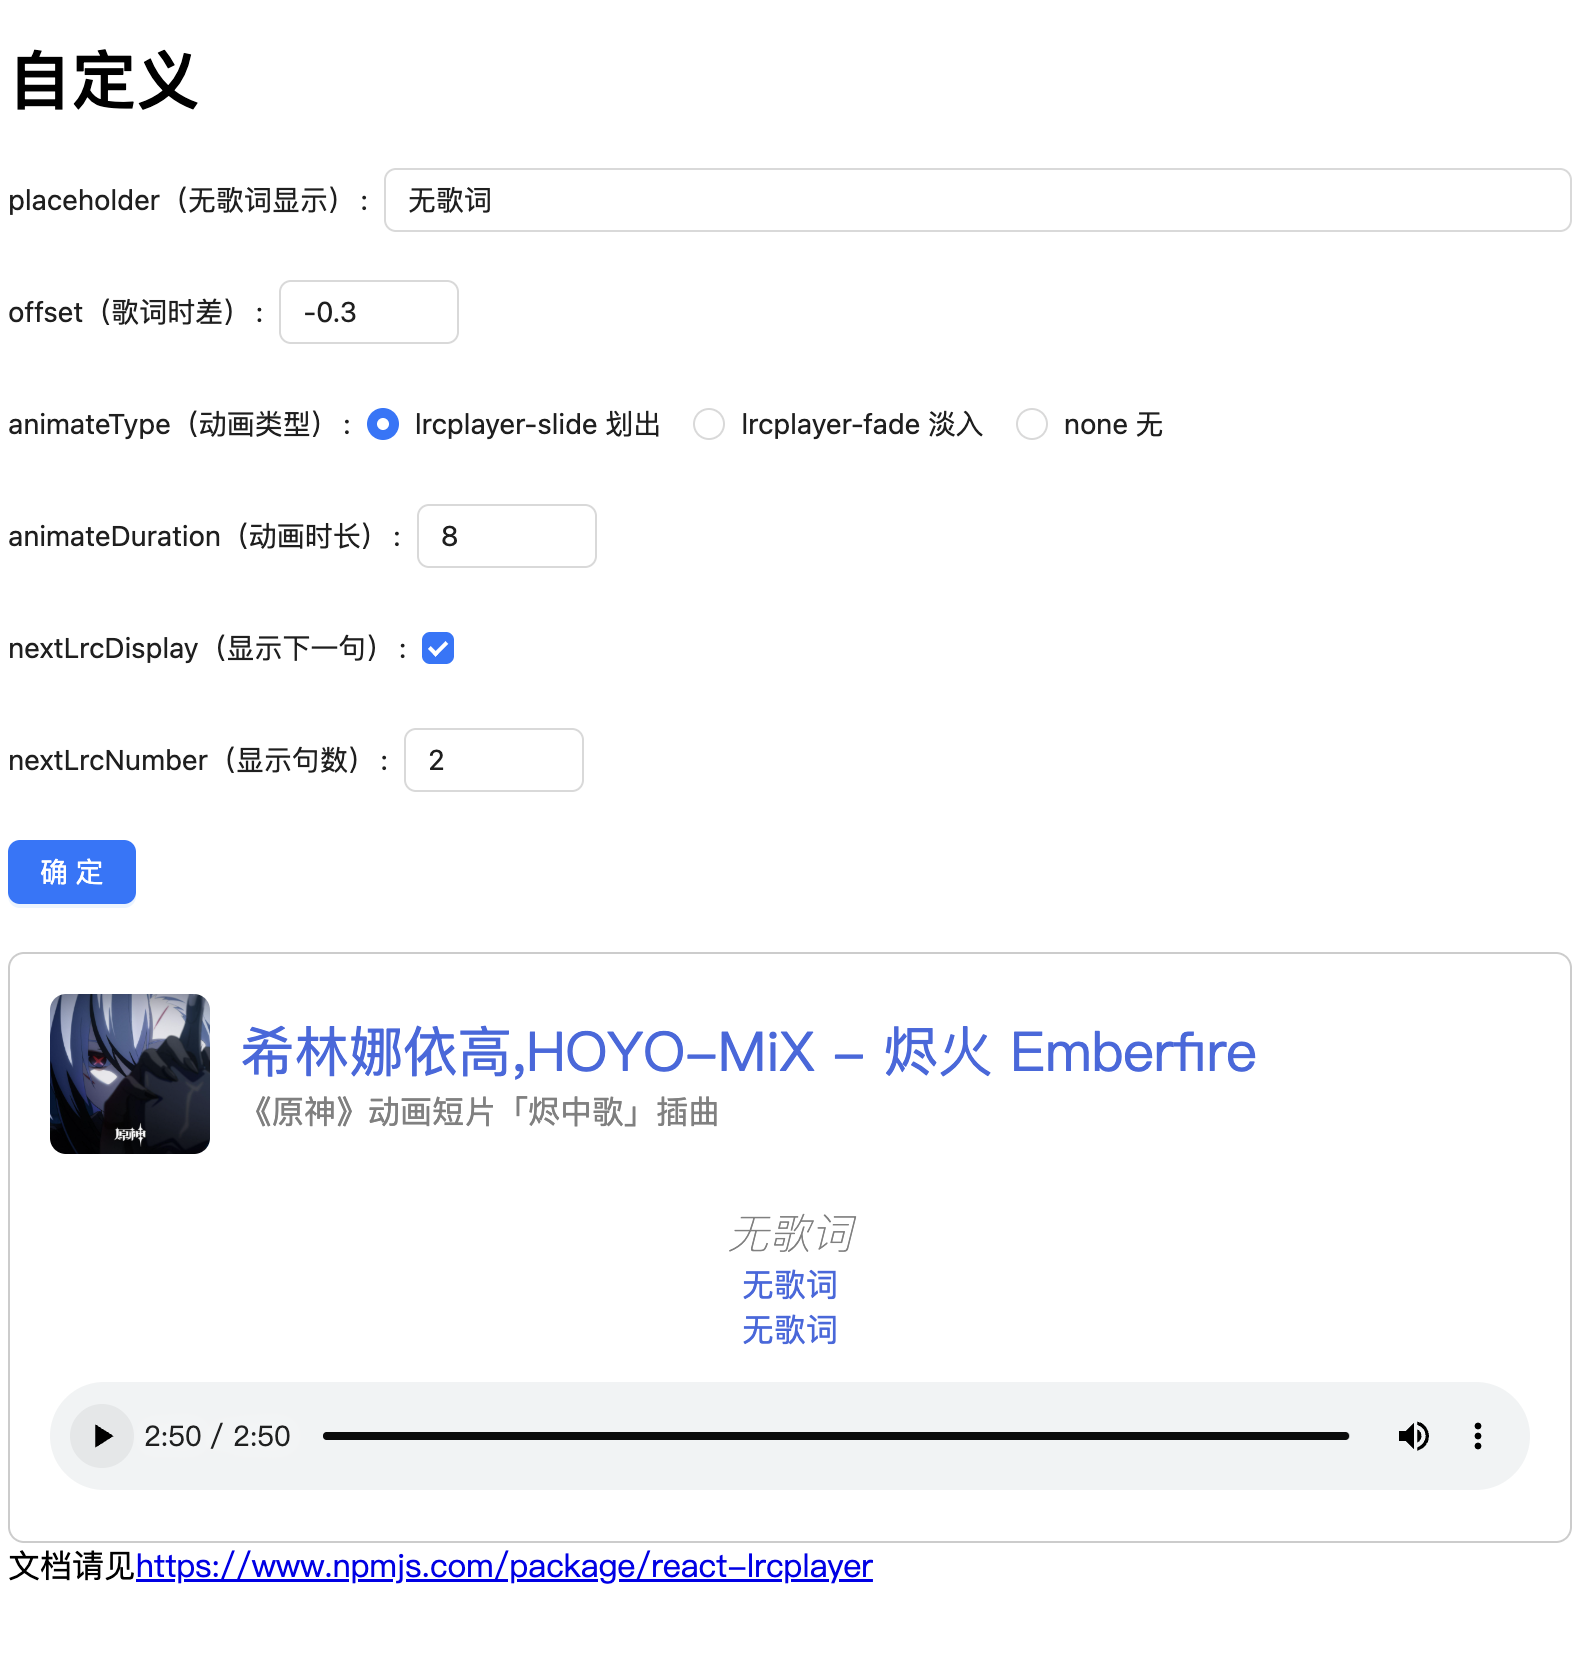 自定义
placeholder（无歌词显示）： 无歌词
offset（歌词时差）： -0.3
animateType（动画类型）： lrcplayer-slide 划出 lrcplayer-fade 淡入 none 无
animateDuration（动画时长）： 8
nextLrcDisplay（显示下一句）：
nextLrcNumber（显示句数）： 2
确 定
希林娜依高,HOYO-MiX - 烬火 Emberfire
《原神》动画短片「烬中歌」插曲
原神
无歌词
无歌词
无歌词
2:50 / 2:50
文档请见https://www.npmjs.com/package/react-lrcplayer